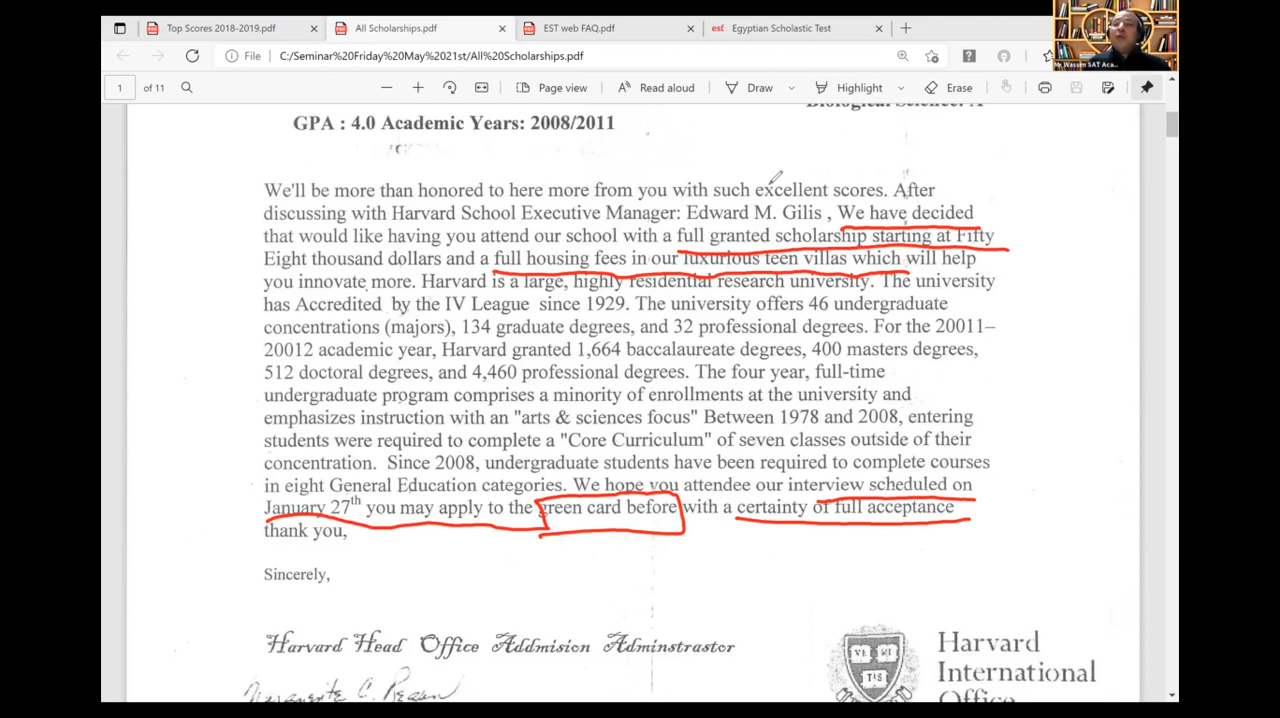 Top Scores 2018-2019.pdf
All Scholarships.pdf
EST web FAQ.pdf
est Egyptian Scholastic Test
File C:/Seminar%20Friday%20May%2021st/All%20Scholarships.pdf
1 of 11
Page view
Read aloud
Draw
Highlight
Erase
Mr Wassem SAT Aca...
GPA : 4.0 Academic Years: 2008/2011
We'll be more than honored to here more from you with such excellent scores. After
discussing with Harvard School Executive Manager: Edward M. Gilis , We have decided
that would like having you attend our school with a full granted scholarship starting at Fifty
Eight thousand dollars and a full housing fees in our luxurious teen villas which will help
you innovate more. Harvard is a large, highly residential research university. The university
has Accredited by the IV League since 1929. The university offers 46 undergraduate
concentrations (majors), 134 graduate degrees, and 32 professional degrees. For the 20011–
20012 academic year, Harvard granted 1,664 baccalaureate degrees, 400 masters degrees,
512 doctoral degrees, and 4,460 professional degrees. The four year, full-time
undergraduate program comprises a minority of enrollments at the university and
emphasizes instruction with an "arts & sciences focus" Between 1978 and 2008, entering
students were required to complete a "Core Curriculum" of seven classes outside of their
concentration. Since 2008, undergraduate students have been required to complete courses
in eight General Education categories. We hope you attendee our interview scheduled on
January 27th you may apply to the green card before with a certainty of full acceptance
thank you,
Sincerely,
Harvard Head Office Addmision Adminstrastor
VE RI
TAS
Harvard
International
Office